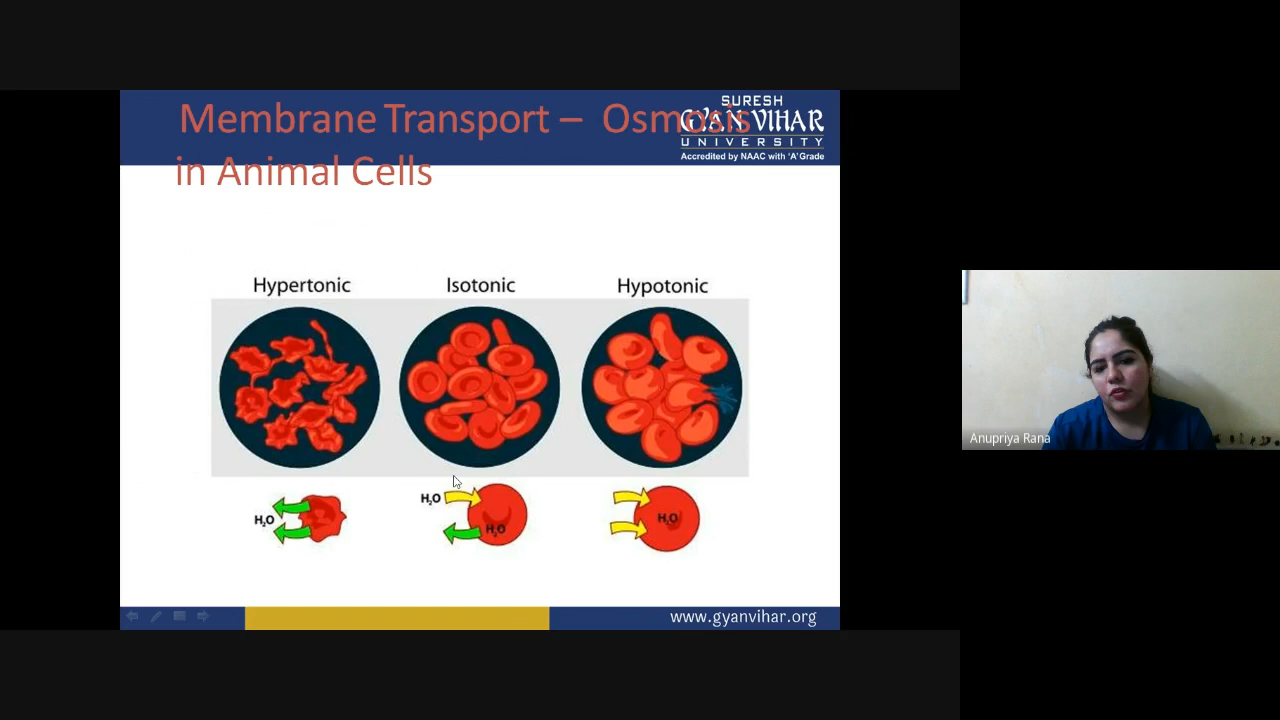 Membrane Transport – Osmosis
in Animal Cells
SURESH
GYAN VIHAR
UNIVERSITY
Accredited by NAAC with 'A' Grade
Hypertonic
Isotonic
Hypotonic
H₂O
H₂O
H₂O
H₂O
Anupriya Rana
www.gyanvihar.org